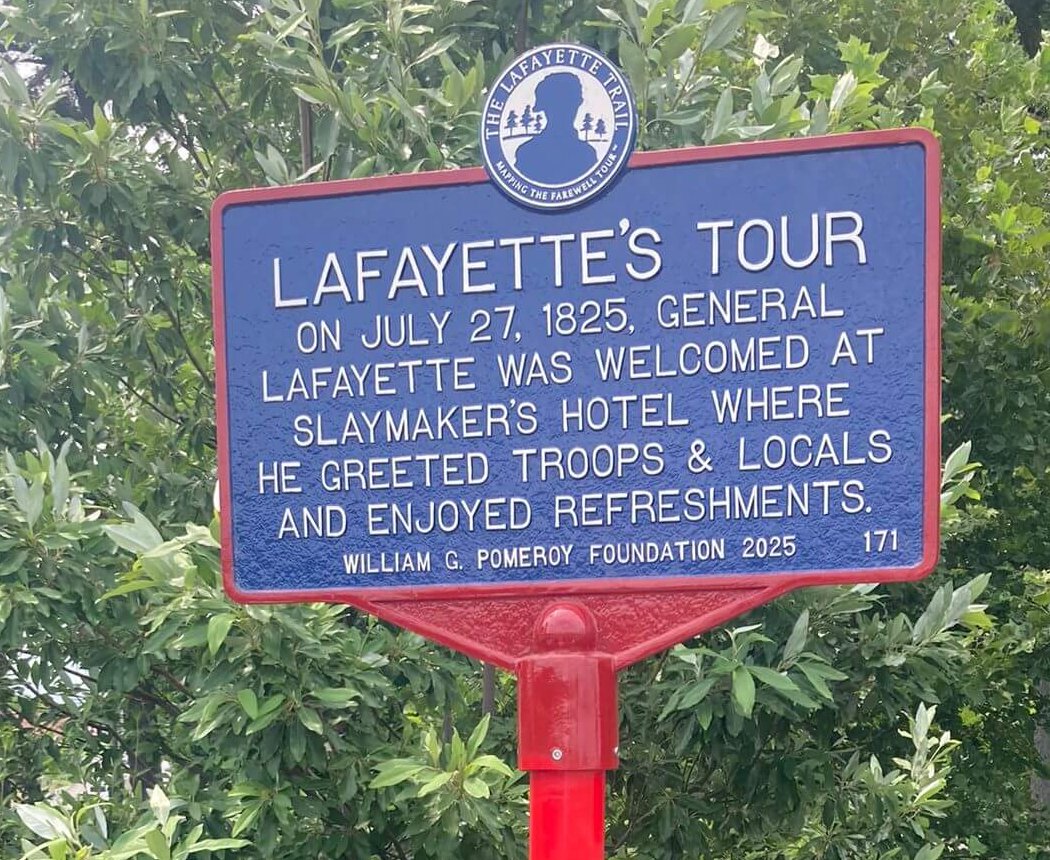 THE LAFAYETTE TRAIL
MAPPING THE FAREWELL TOUR
LAFAYETTE'S TOUR
ON JULY 27, 1825, GENERAL
LAFAYETTE WAS WELCOMED AT
SLAYMAKER'S HOTEL WHERE
HE GREETED TROOPS & LOCALS
AND ENJOYED REFRESHMENTS.
WILLIAM G. POMEROY FOUNDATION 2025 171